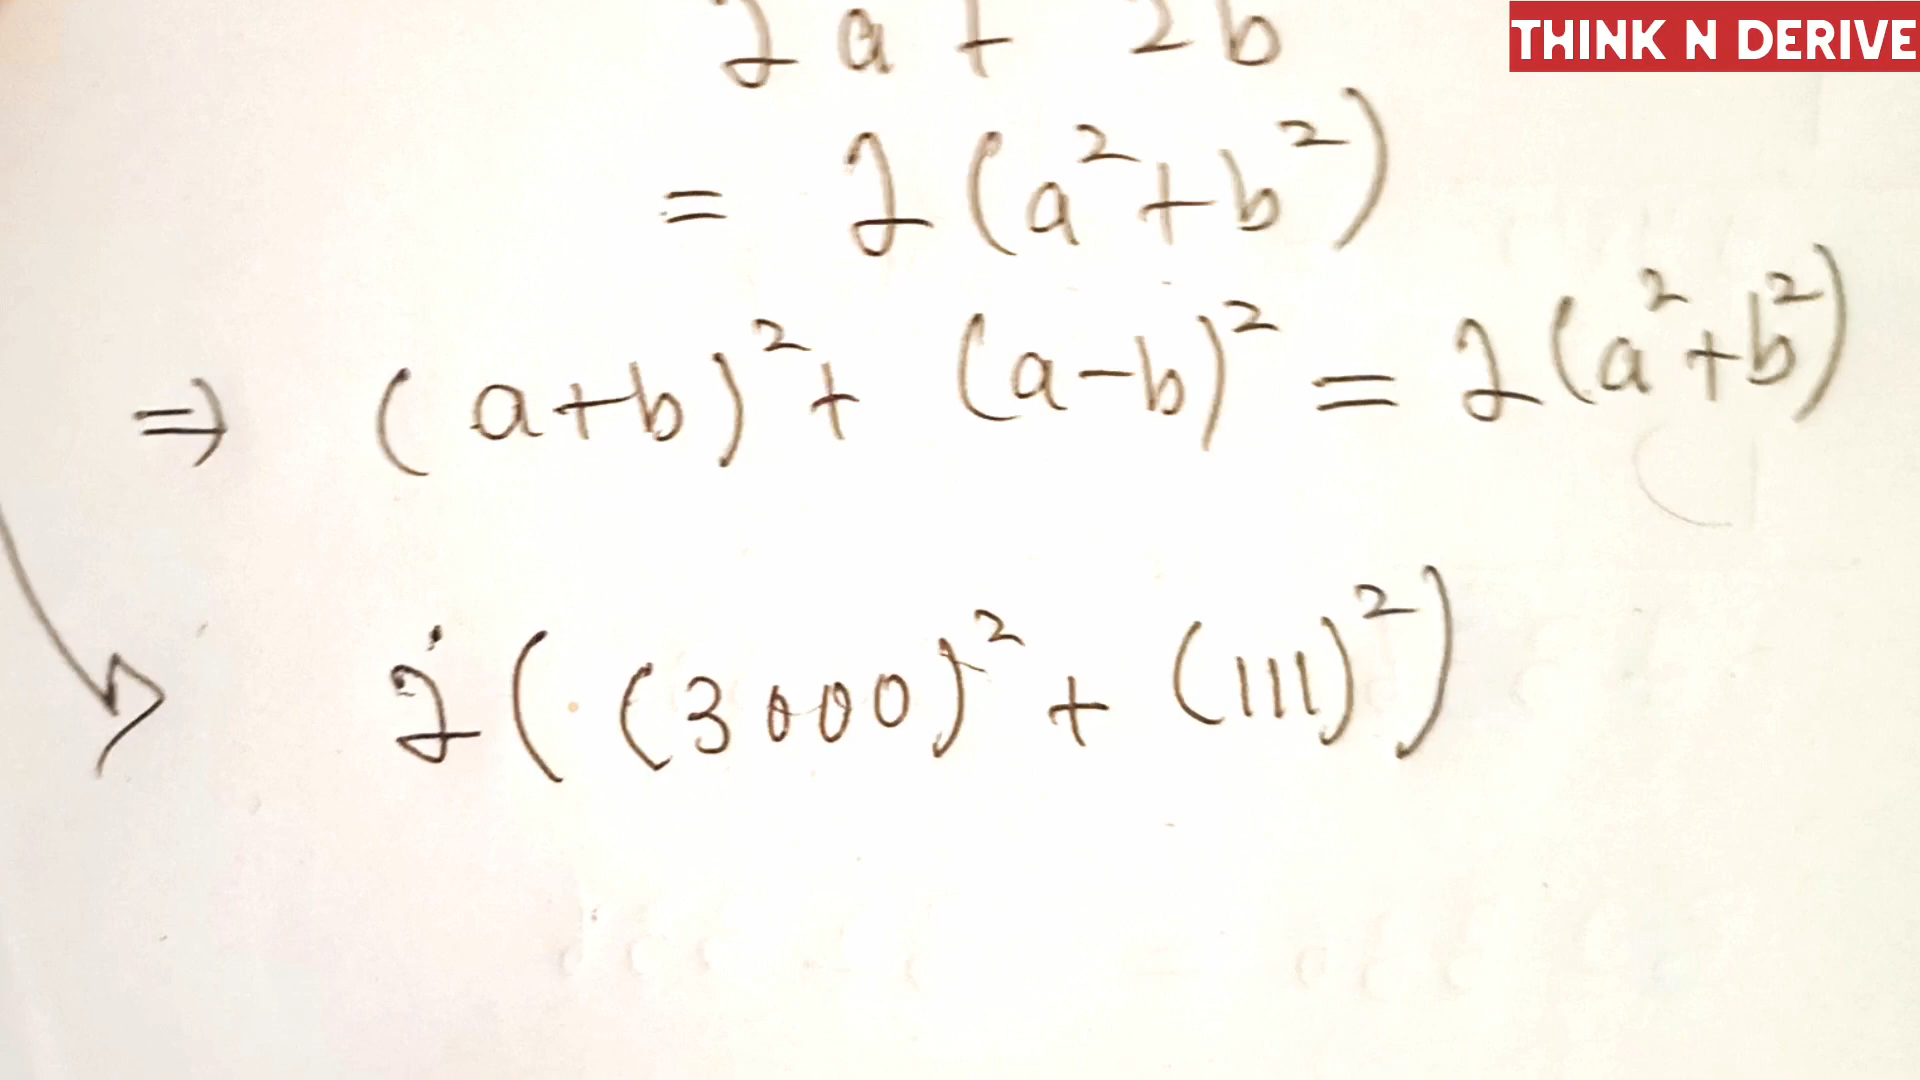 THINK N DERIVE
2a + 2b
= 2(a²+b²)
⇒ (a+b)² + (a-b)² = 2(a²+b²)
2((3000)² + (111)²)